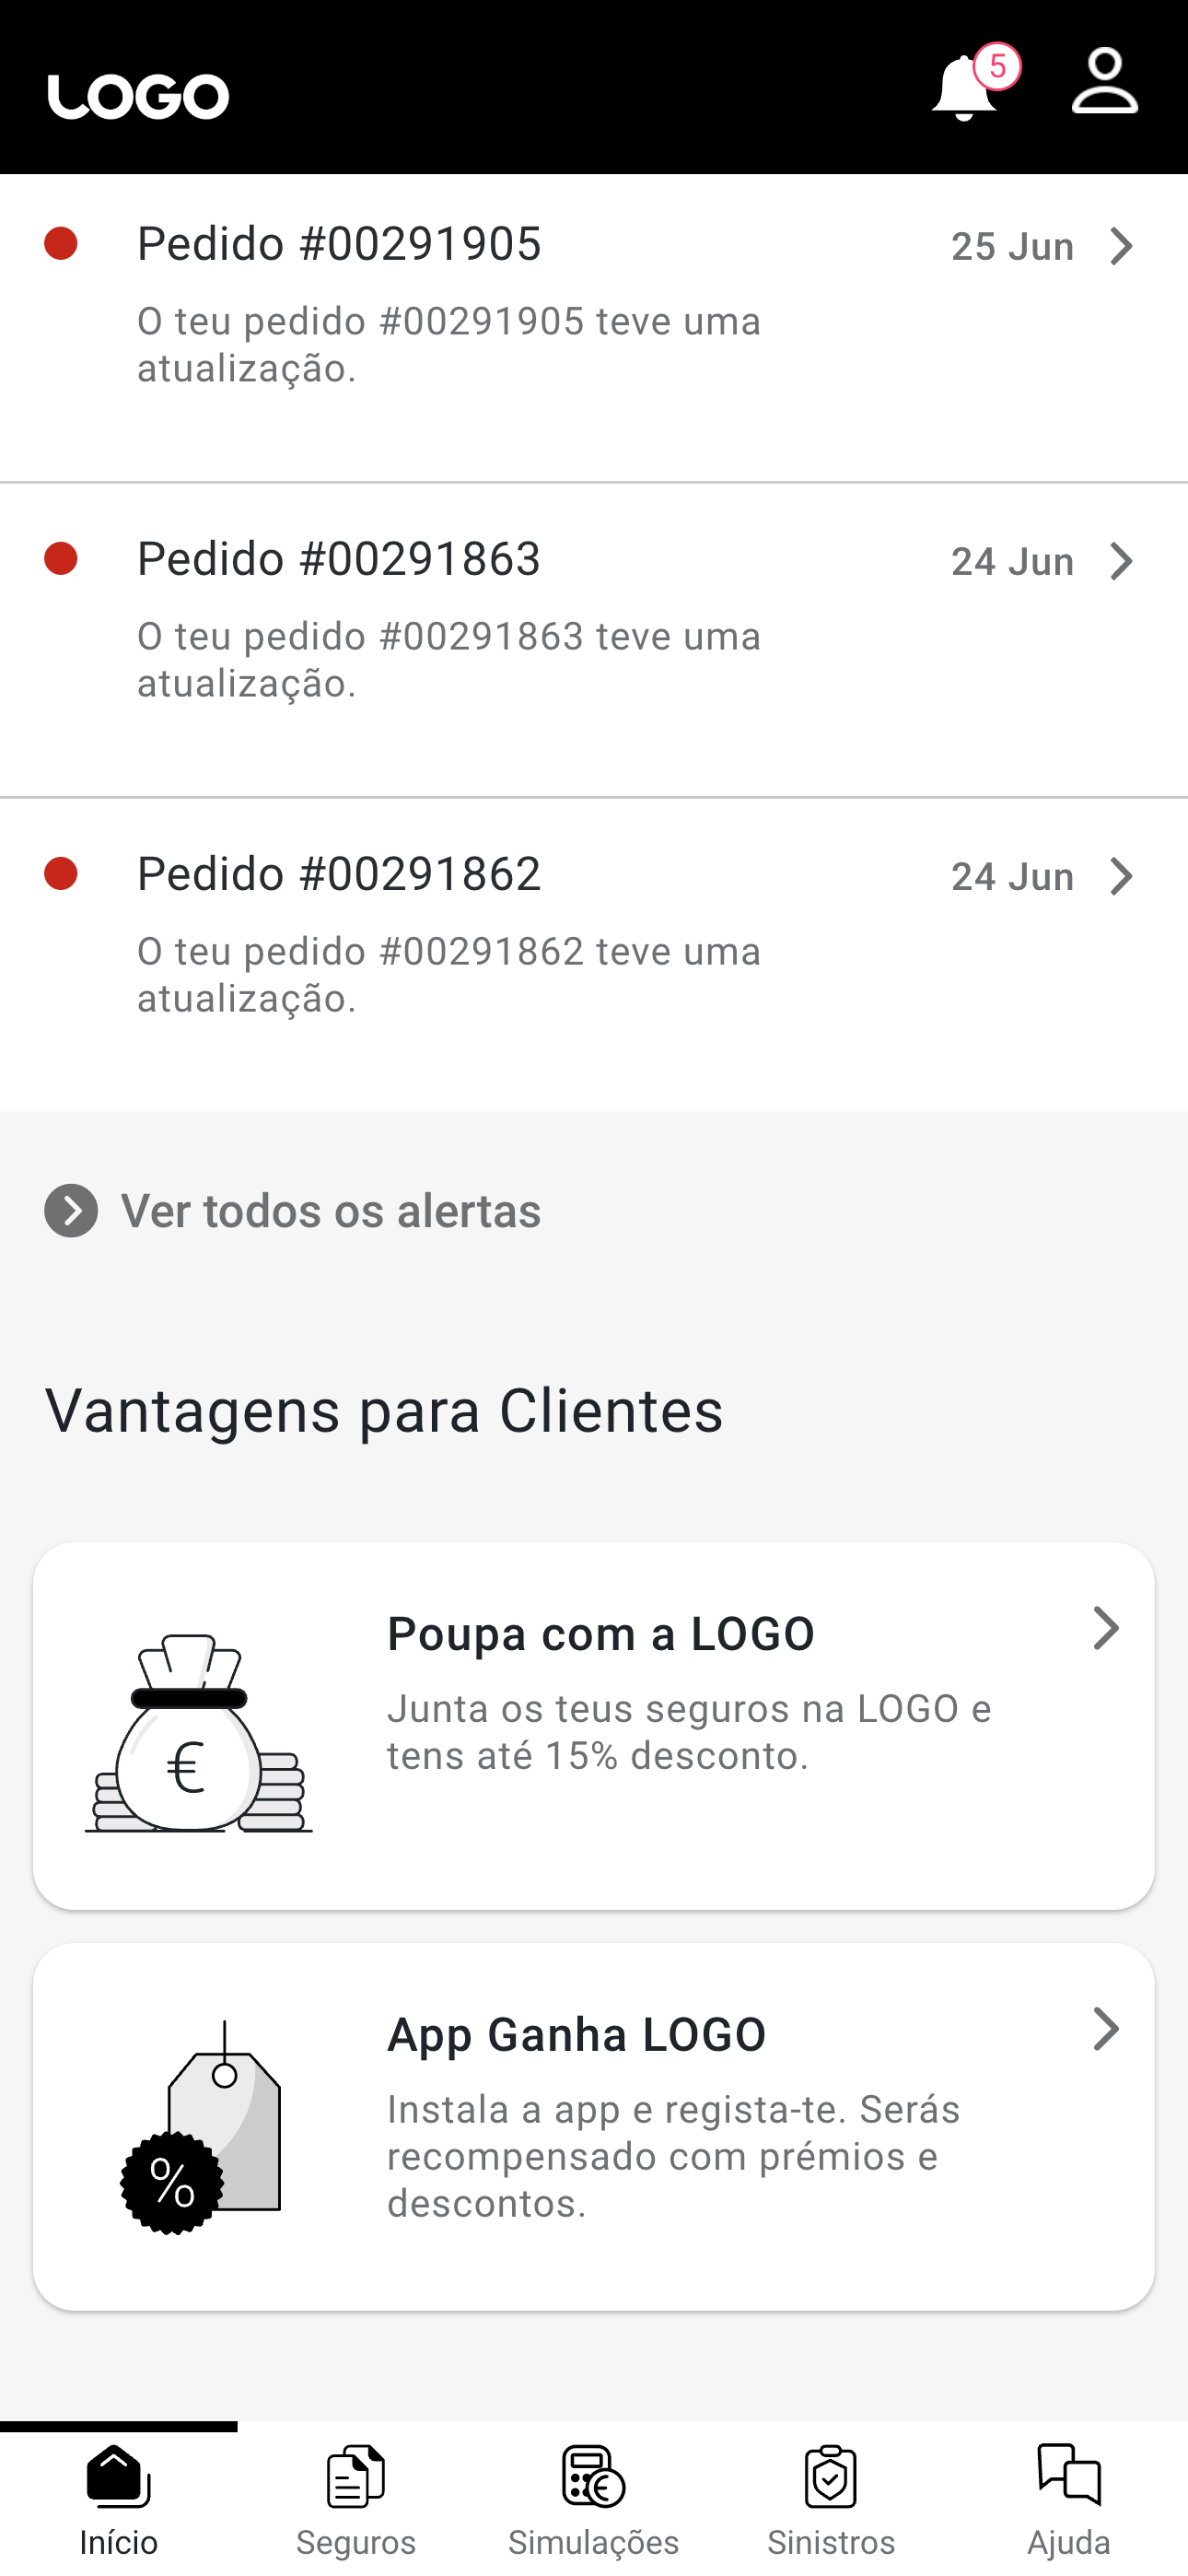 LOGO
5
Pedido #00291905
25 Jun
O teu pedido #00291905 teve uma
atualização.
Pedido #00291863
24 Jun
O teu pedido #00291863 teve uma
atualização.
Pedido #00291862
24 Jun
O teu pedido #00291862 teve uma
atualização.
Ver todos os alertas
Vantagens para Clientes
Poupa com a LOGO
Junta os teus seguros na LOGO e
tens até 15% desconto.
€
App Ganha LOGO
Instala a app e regista-te. Serás
recompensado com prémios e
descontos.
%
Início
Seguros
€
Simulações
Sinistros
Ajuda